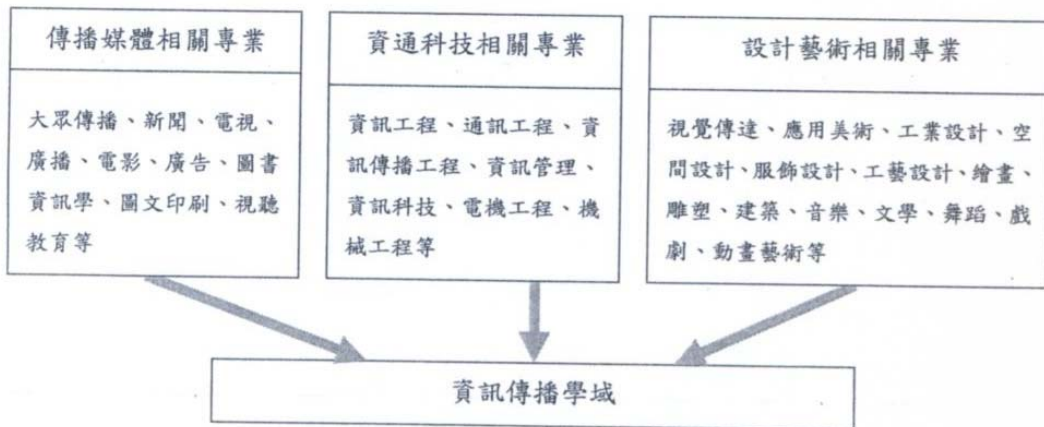 傳播媒體相關專業
大眾傳播、新聞、電視、
廣播、電影、廣告、圖書
資訊學、圖文印刷、視聽
教育等
資通科技相關專業
資訊工程、通訊工程、資
訊傳播工程、資訊管理、
資訊科技、電機工程、機
械工程等
設計藝術相關專業
視覺傳達、應用美術、工業設計、空
間設計、服飾設計、工藝設計、繪畫、
雕塑、建築、音樂、文學、舞蹈、戲
劇、動畫藝術等
資訊傳播學域